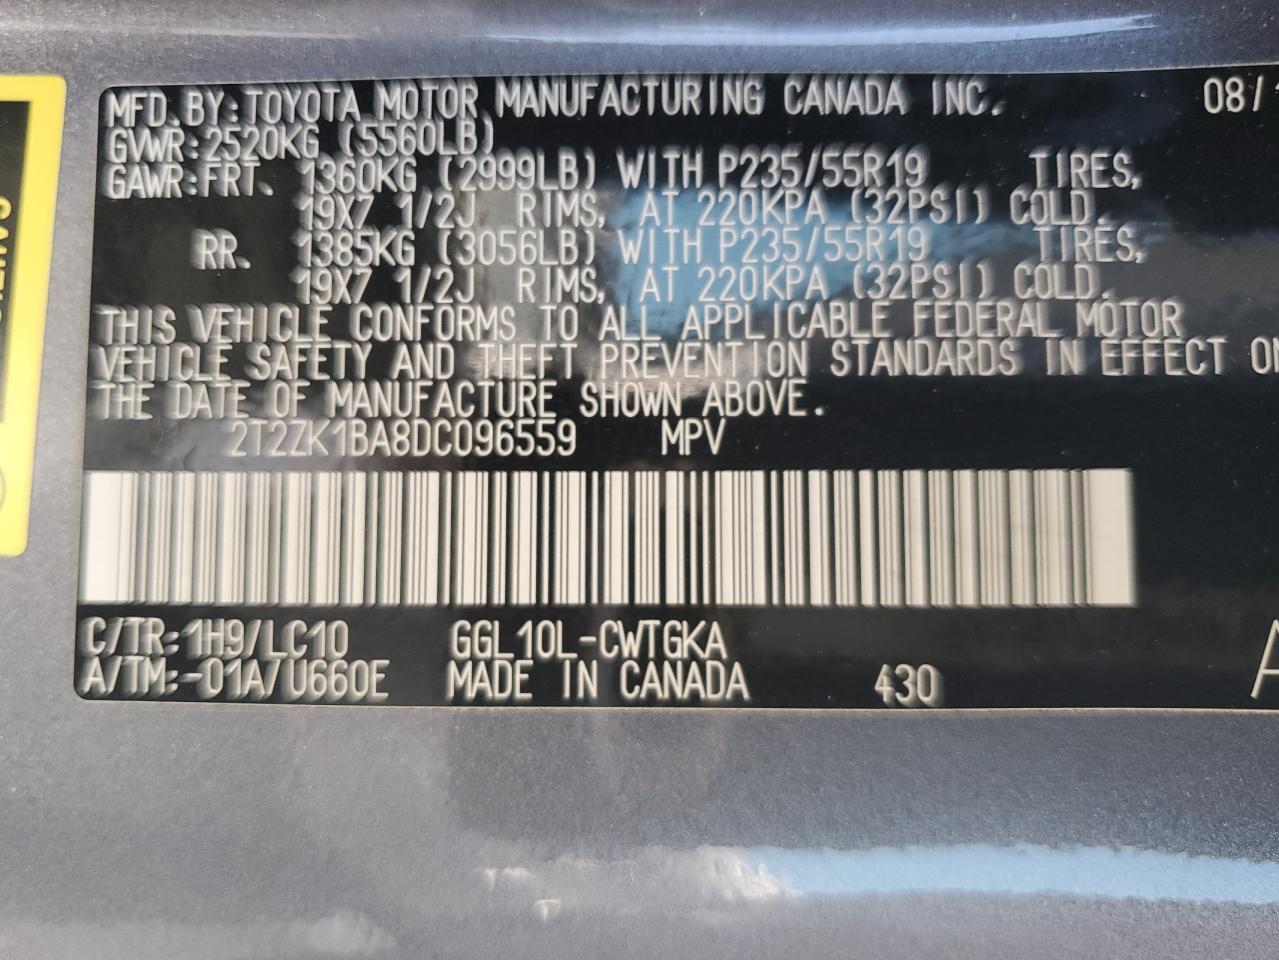 MFD.BY:TOYOTA MOTOR MANUFACTURING CANADA INC. 08/1
GVWR:2520KG (5560LB)
GAWR:FRT. 1360KG (2999LB) WITH P235/55R19 TIRES,
19X7 1/2J RIMS, AT 220KPA (32PSI) COLD.
RR. 1385KG (3056LB) WITH P235/55R19 TIRES,
19X7 1/2J RIMS, AT 220KPA (32PSI) COLD.
THIS VEHICLE CONFORMS TO ALL APPLICABLE FEDERAL MOTOR
VEHICLE SAFETY AND THEFT PREVENTION STANDARDS IN EFFECT ON
THE DATE OF MANUFACTURE SHOWN ABOVE.
2T2ZK1BA8DC096559 MPV
C/TR:1H9/LC10 GGL10L-CWTGKA
A/TM:-01A/U660E MADE IN CANADA 430